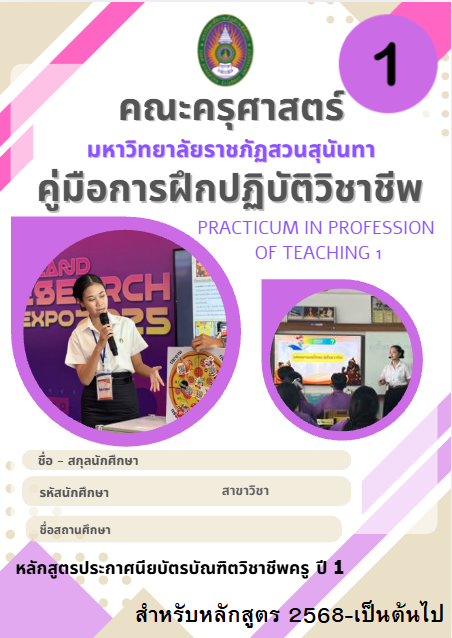 1
คณะครุศาสตร์
มหาวิทยาลัยราชภัฏสวนสุนันทา
คู่มือการฝึกปฏิบัติวิชาชีพ
PRACTICUM IN PROFESSION
OF TEACHING 1
RESEARCH
EXPO 2025
ชื่อ - สกุลนักศึกษา
รหัสนักศึกษา สาขาวิชา
ชื่อสถานศึกษา
หลักสูตรประกาศนียบัตรบัณฑิตวิชาชีพครู ปี 1
สำหรับหลักสูตร 2568-เป็นต้นไป